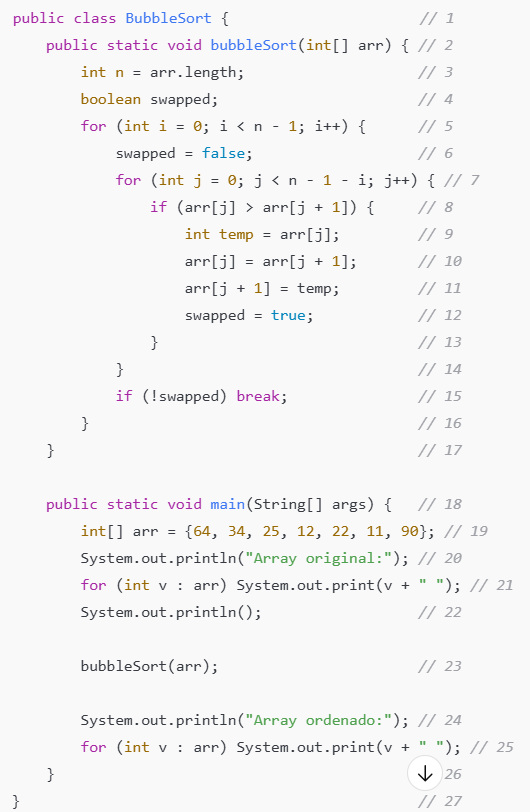 public class BubbleSort { // 1
    public static void bubbleSort(int[] arr) { // 2
        int n = arr.length; // 3
        boolean swapped; // 4
        for (int i = 0; i < n - 1; i++) { // 5
            swapped = false; // 6
            for (int j = 0; j < n - 1 - i; j++) { // 7
                if (arr[j] > arr[j + 1]) { // 8
                    int temp = arr[j]; // 9
                    arr[j] = arr[j + 1]; // 10
                    arr[j + 1] = temp; // 11
                    swapped = true; // 12
                } // 13
            } // 14
            if (!swapped) break; // 15
        } // 16
    } // 17
    public static void main(String[] args) { // 18
        int[] arr = {64, 34, 25, 12, 22, 11, 90}; // 19
        System.out.println("Array original:"); // 20
        for (int v : arr) System.out.print(v + " "); // 21
        System.out.println(); // 22
        bubbleSort(arr); // 23
        System.out.println("Array ordenado:"); // 24
        for (int v : arr) System.out.print(v + " "); // 25
    } 26
} // 27